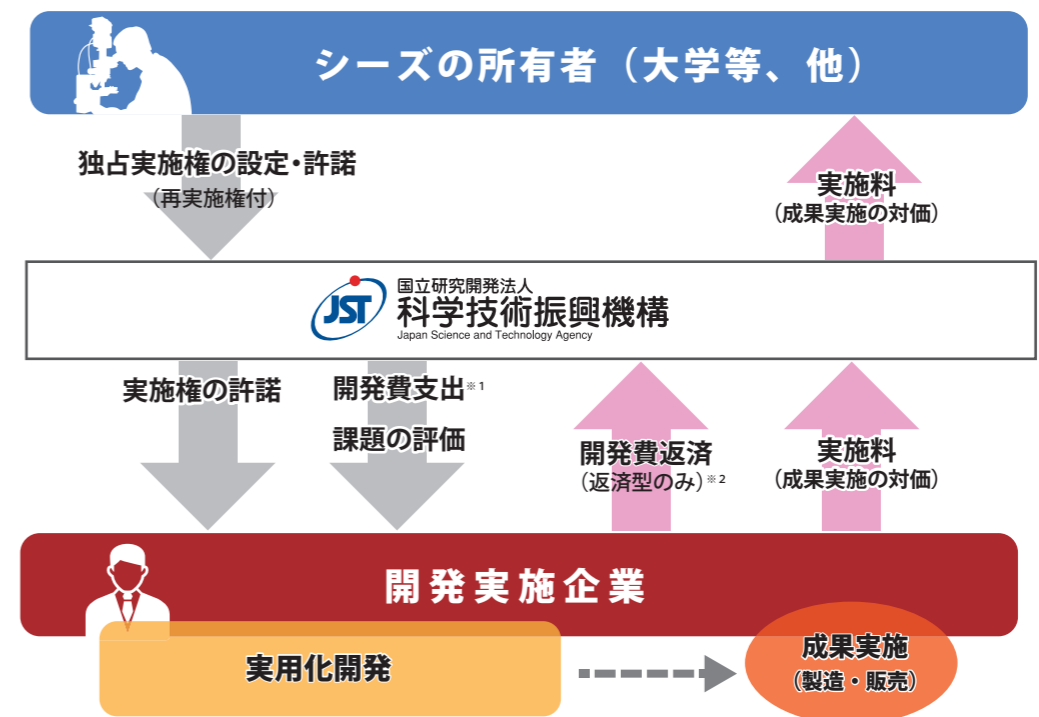 シーズの所有者（大学等、他）
独占実施権の設定・許諾
（再実施権付）
実施料
（成果実施の対価）
JST
国立研究開発法人
科学技術振興機構
Japan Science and Technology Agency
実施権の許諾
開発費支出※1
課題の評価
開発費返済
（返済型のみ）※2
実施料
（成果実施の対価）
開発実施企業
実用化開発
成果実施
（製造・販売）